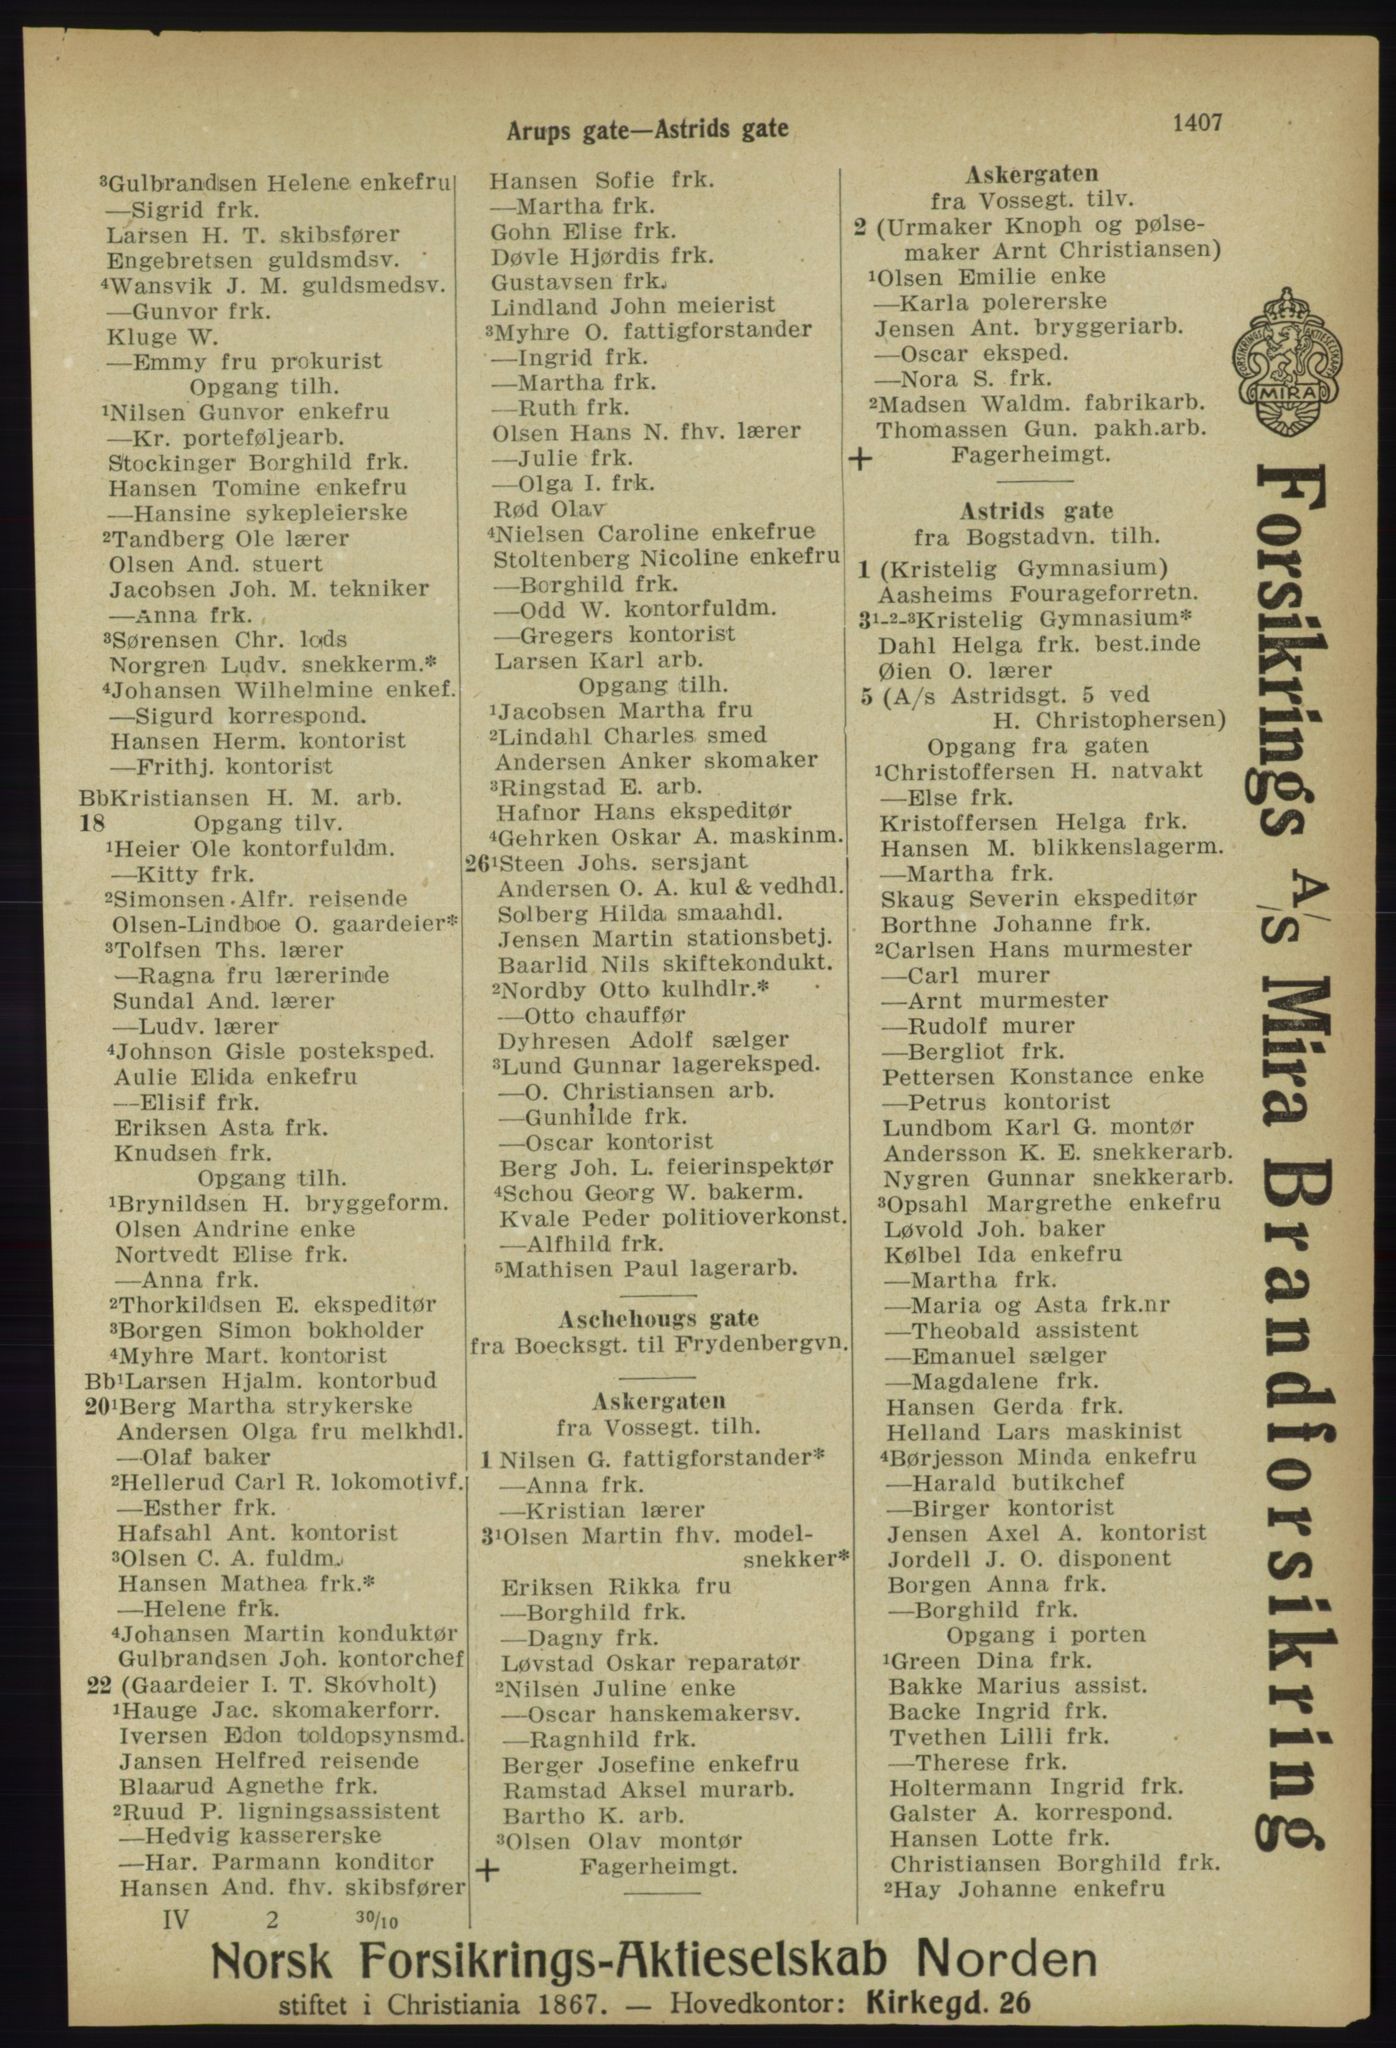 Arups gate—Astrids gate
1407
³Gulbrandsen Helene enkefru
—Sigrid frk.
Larsen H. T. skibsfører
Engebretsen guldsmdsv.
⁴Wansvik J. M. guldsmedsv.
—Gunvor frk.
Kluge W.
—Emmy fru prokurist
Opgang tilh.
¹Nilsen Gunvor enkefru
—Kr. porteføljearb.
Stockinger Borghild frk.
Hansen Tomine enkefru
—Hansine sykepleierske
²Tandberg Ole lærer
Olsen And. stuert
Jacobsen Joh. M. tekniker
—Anna frk.
³Sørensen Chr. lods
Norgren Ludv. snekkerm.*
⁴Johansen Wilhelmine enkef.
—Sigurd korrespond.
Hansen Herm. kontorist
—Frithj. kontorist
BbKristiansen H. M. arb.
18 Opgang tilv.
¹Heier Ole kontorfuldm.
—Kitty frk.
²Simonsen Alfr. reisende
Olsen-Lindboe O. gaardeier*
³Tolfsen Ths. lærer
—Ragna fru lærerinde
Sundal And. lærer
—Ludv. lærer
⁴Johnson Gisle posteksped.
Aulie Elida enkefru
—Elisif frk.
Eriksen Asta frk.
Knudsen frk.
Opgang tilh.
¹Brynildsen H. bryggeform.
Olsen Andrine enke
Nortvedt Elise frk.
—Anna frk.
²Thorkildsen E. ekspeditør
³Borgen Simon bokholder
⁴Myhre Mart. kontorist
Bb¹Larsen Hjalm. kontorbud
20¹Berg Martha strykerske
Andersen Olga fru melkhdl.
—Olaf baker
²Hellerud Carl R. lokomotivf.
—Esther frk.
Hafsahl Ant. kontorist
³Olsen C. A. fuldm.
Hansen Mathea frk.*
—Helene frk.
⁴Johansen Martin konduktør
Gulbrandsen Joh. kontorchef
22 (Gaardeier I. T. Skovholt)
¹Hauge Jac. skomakerforr.
Iversen Edon toldopsynsmd.
Jansen Helfred reisende
Blaarud Agnethe frk.
²Ruud P. ligningsassistent
—Hedvig kassererske
—Har. Parmann konditor
Hansen And. fhv. skibsfører
Hansen Sofie frk.
—Martha frk.
Gohn Elise frk.
Døvle Hjørdis frk.
Gustavsen frk.
Lindland John meierist
³Myhre O. fattigforstander
—Ingrid frk.
—Martha frk.
—Ruth frk.
Olsen Hans N. fhv. lærer
—Julie frk.
—Olga I. frk.
Rød Olav
⁴Nielsen Caroline enkefrue
Stoltenberg Nicoline enkefru
—Borghild frk.
—Odd W. kontorfuldm.
—Gregers kontorist
Larsen Karl arb.
Opgang tilh.
¹Jacobsen Martha fru
²Lindahl Charles smed
Andersen Anker skomaker
³Ringstad E. arb.
Hafnor Hans ekspeditør
⁴Gehrken Oskar A. maskinm.
26¹Steen Johs. sersjant
Andersen O. A. kul & vedhdl.
Solberg Hilda smaahdl.
Jensen Martin stationsbetj.
Baarlid Nils skiftekondukt.
²Nordby Otto kulhdlr.*
—Otto chauffør
Dyhresen Adolf sælger
³Lund Gunnar lagereksped.
—O. Christiansen arb.
—Gunhilde frk.
—Oscar kontorist
Berg Joh. L. feierinspektør
⁴Schou Georg W. bakerm.
Kvale Peder politioverkonst.
—Alfhild frk.
⁵Mathisen Paul lagerarb.
Aschehougs gate
fra Boecksgt. til Frydenbergvn.
Askergaten
fra Vossegt. tilh.
1 Nilsen G. fattigforstander*
—Anna frk.
—Kristian lærer
3¹Olsen Martin fhv. model-
snekker*
Eriksen Rikka fru
—Borghild frk.
—Dagny frk.
Løvstad Oskar reparatør
²Nilsen Juline enke
—Oscar hanskemakersv.
—Ragnhild frk.
Berger Josefine enkefru
Ramstad Aksel murarb.
Bartho K. arb.
³Olsen Olav montør
+ Fagerheimgt.
Askergaten
fra Vossegt. tilv.
2 (Urmaker Knoph og pølse-
maker Arnt Christiansen)
¹Olsen Emilie enke
—Karla polererske
Jensen Ant. bryggeriarb.
—Oscar eksped.
—Nora S. frk.
²Madsen Waldm. fabrikarb.
Thomassen Gun. pakh.arb.
+ Fagerheimgt.
Astrids gate
fra Bogstadvn. tilh.
1 (Kristelig Gymnasium)
Aasheims Fourageforretn.
3¹-²-³Kristelig Gymnasium*
Dahl Helga frk. best.inde
Øien O. lærer
5 (A/s Astridsgt. 5 ved
H. Christophersen)
Opgang fra gaten
¹Christoffersen H. natvakt
—Else frk.
Kristoffersen Helga frk.
Hansen M. blikkenslagerm.
—Martha frk.
Skaug Severin ekspeditør
Borthne Johanne frk.
²Carlsen Hans murmester
—Carl murer
—Arnt murmester
—Rudolf murer
—Bergliot frk.
Pettersen Konstance enke
—Petrus kontorist
Lundbom Karl G. montør
Andersson K. E. snekkerarb.
Nygren Gunnar snekkerarb.
³Opsahl Margrethe enkefru
Løvold Joh. baker
Kølbel Ida enkefru
—Martha frk.
—Maria og Asta frk.nr
—Theobald assistent
—Emanuel sælger
—Magdalene frk.
Hansen Gerda frk.
Helland Lars maskinist
⁴Børjesson Minda enkefru
—Harald butikchef
—Birger kontorist
Jensen Axel A. kontorist
Jordell J. O. disponent
Borgen Anna frk.
—Borghild frk.
Opgang i porten
¹Green Dina frk.
Bakke Marius assist.
Backe Ingrid frk.
Tvethen Lilli frk.
—Therese frk.
Holtermann Ingrid frk.
Galster A. korrespond.
Hansen Lotte frk.
Christiansen Borghild frk.
²Hay Johanne enkefru
FORSIKRINGS AKTIESELSKAPET
MIRA
Forsikrings A/S Mira Brandforsikring
IV 2 30/10
Norsk Forsikrings-Aktieselskab Norden
stiftet i Christiania 1867. — Hovedkontor: Kirkegd. 26